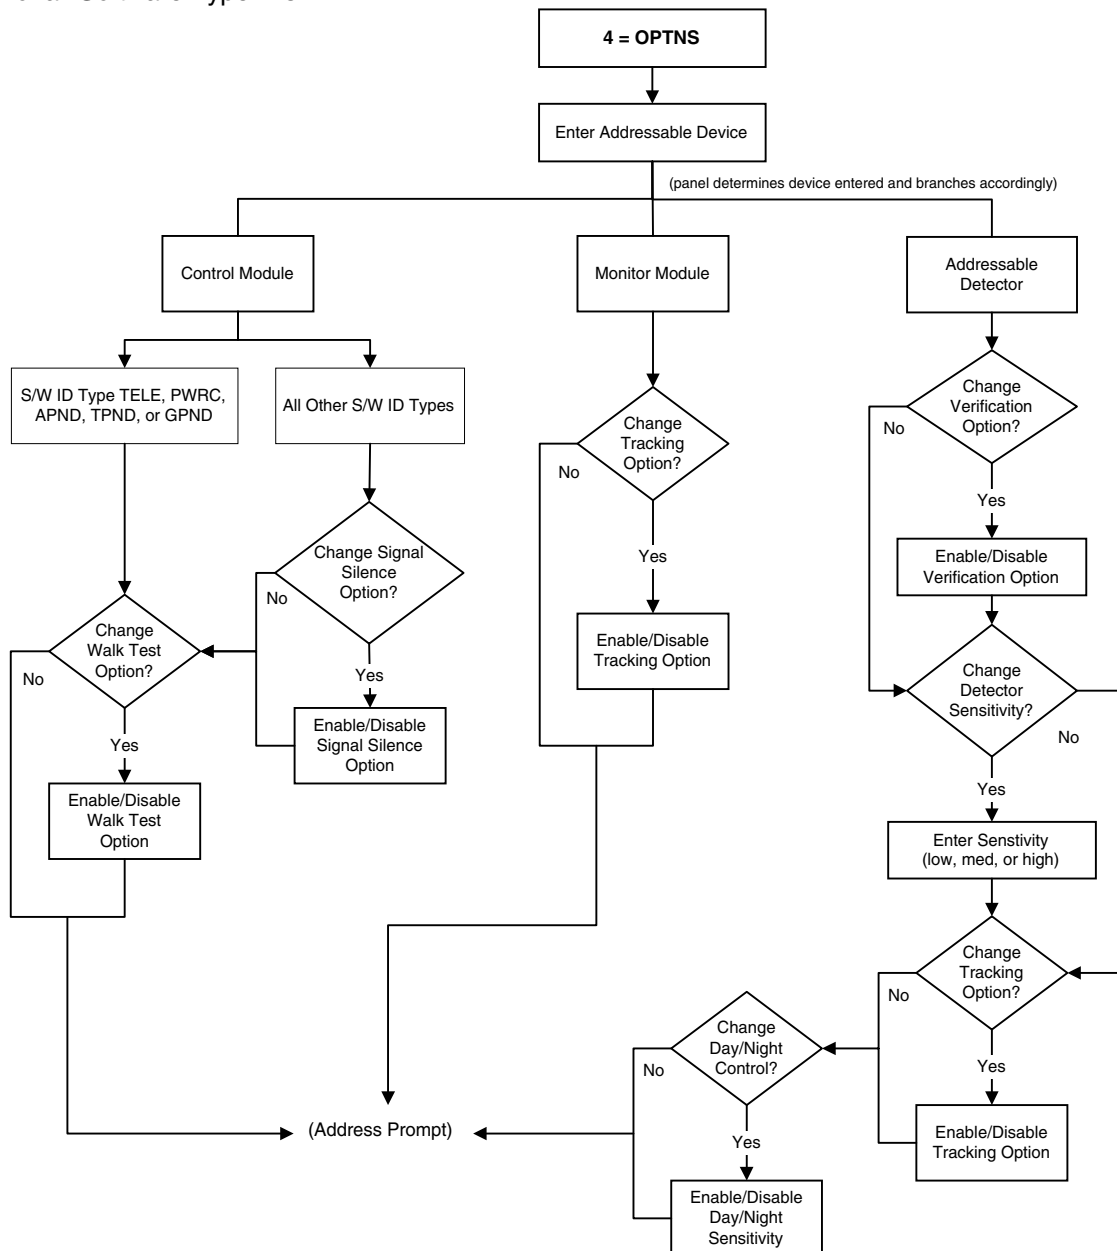 4 = OPTNS
Enter Addressable Device
(panel determines device entered and branches accordingly)
Control Module
Monitor Module
Addressable
Detector
S/W ID Type TELE, PWRC,
APND, TPND, or GPND
All Other S/W ID Types
Change
Tracking
Option?
No
Yes
Enable/Disable
Tracking Option
Change
Verification
Option?
No
Yes
Enable/Disable
Verification Option
Change Signal
Silence
Option?
No
Yes
Enable/Disable
Signal Silence
Option
Change
Walk Test
Option?
No
Yes
Enable/Disable
Walk Test
Option
Change
Detector
Sensitivity?
No
Yes
Enter Senstivity
(low, med, or high)
Change
Tracking
Option?
No
Yes
Enable/Disable
Tracking Option
Change
Day/Night
Control?
No
Yes
Enable/Disable
Day/Night
Sensitivity
(Address Prompt)